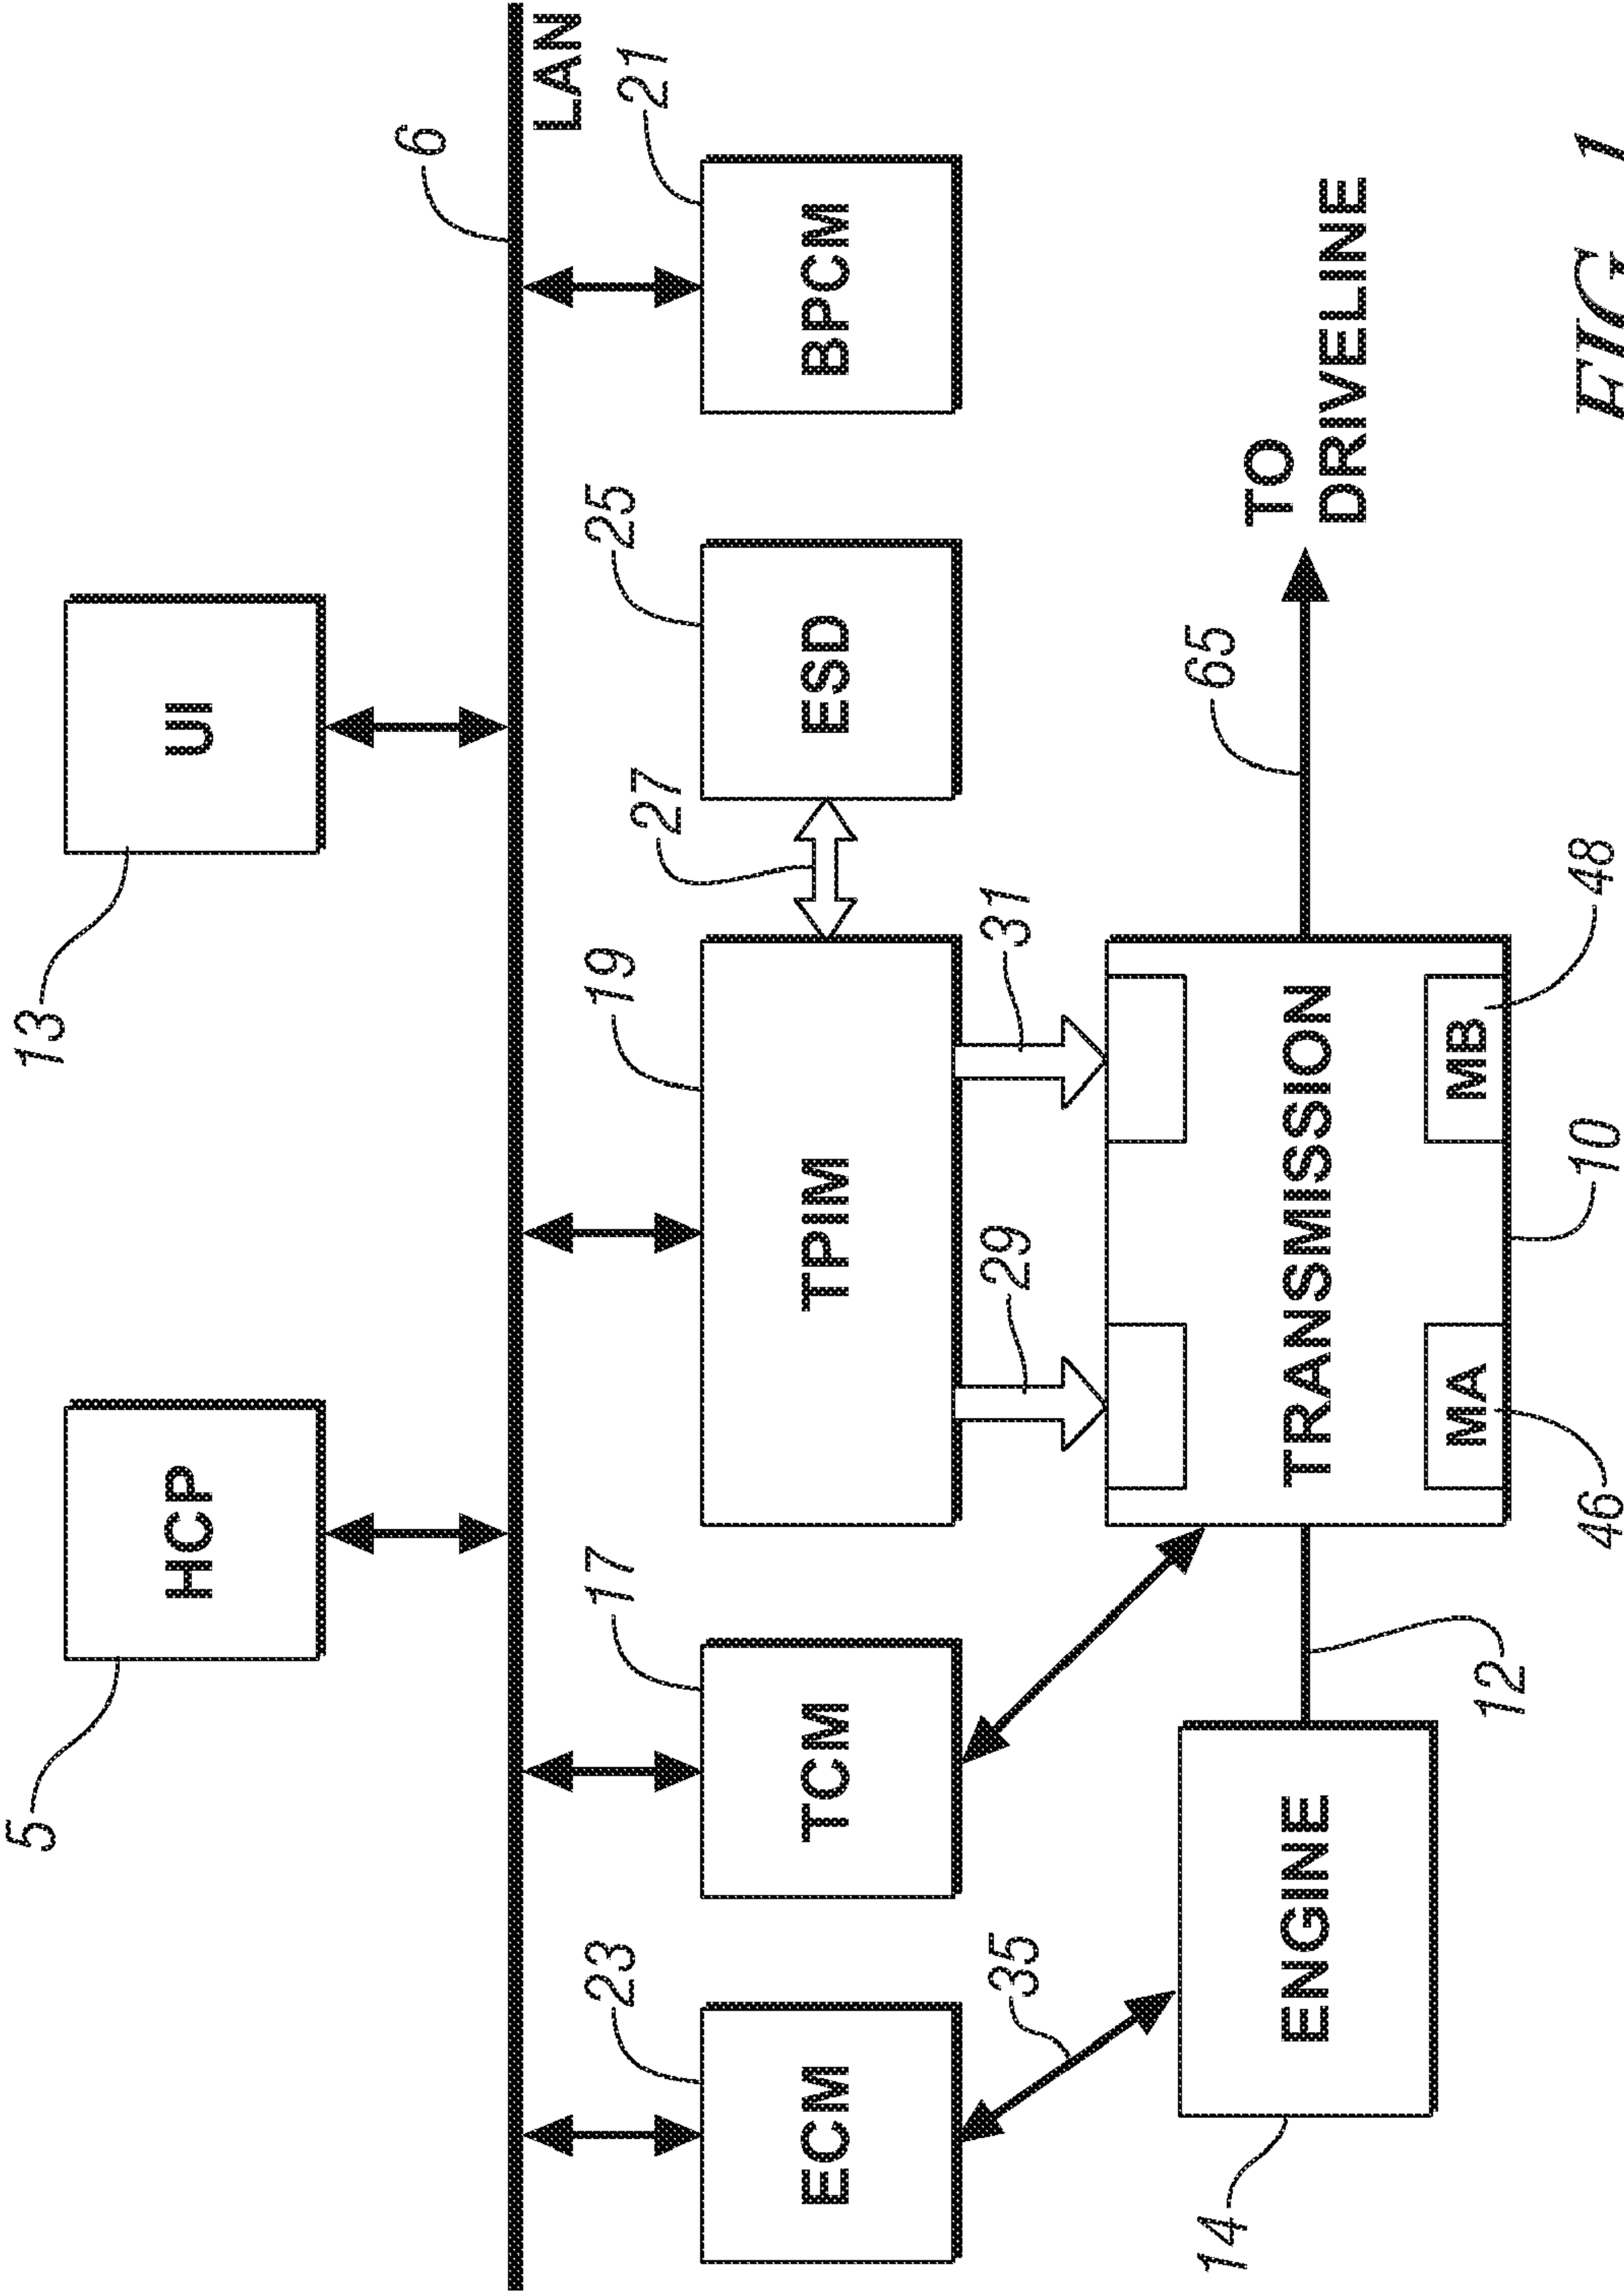 13
UI
5
HCP
6
LAN
23
ECM
17
TCM
19
TPIM
27
25
ESD
21
BPCM
35
29
31
14
ENGINE
12
TRANSMISSION
MA
MB
46
10
48
65
TO
DRIVELINE
FIG. 1